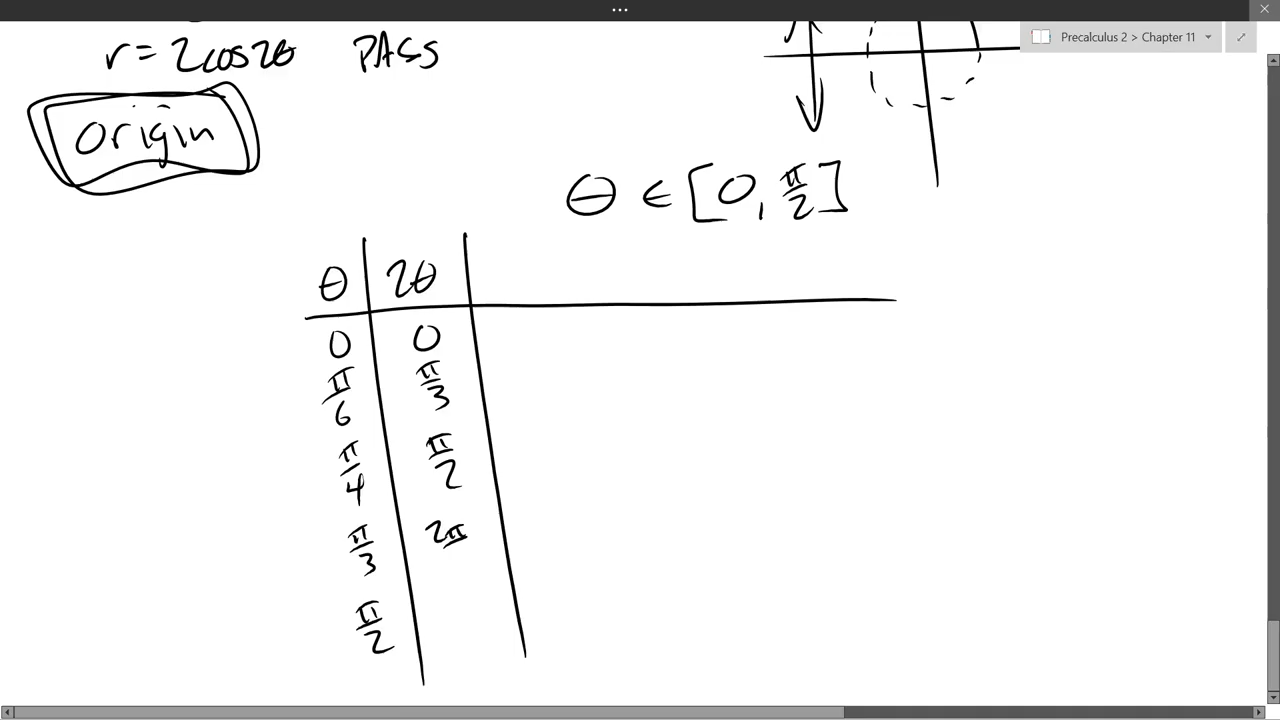 ...
Precalculus 2 > Chapter 11
r = 2cos2θ PASS
origin
θ ∈ [0, π/2]
θ 2θ
0 0
π/6 π/3
π/4 π/2
π/3 2π
π/2